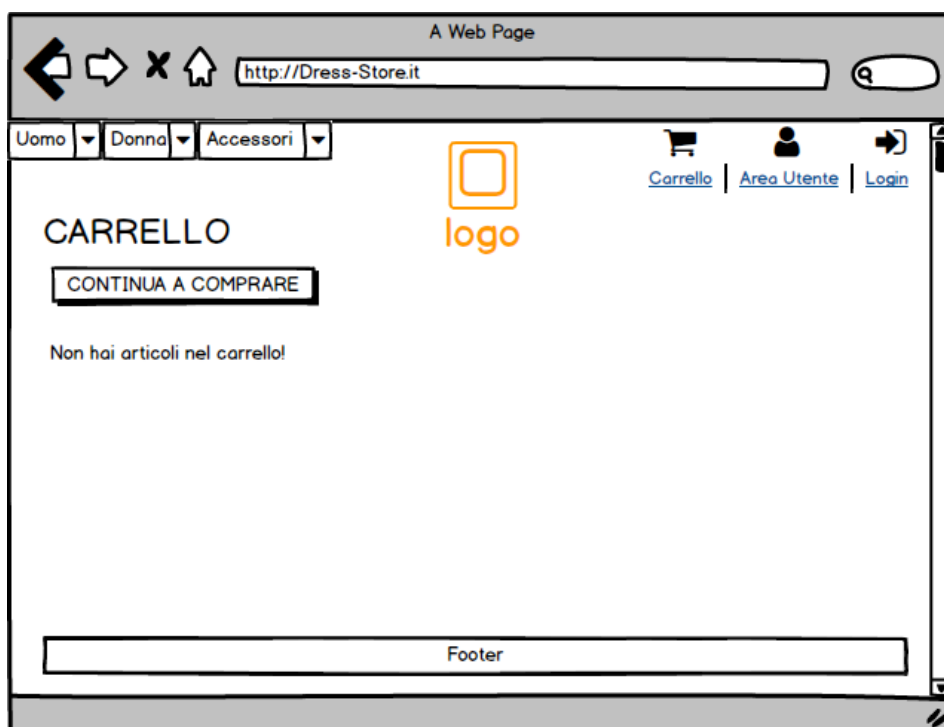 A Web Page
http://Dress-Store.it
Uomo Donna Accessori
Carrello Area Utente Login
logo
CARRELLO
CONTINUA A COMPRARE
Non hai articoli nel carrello!
Footer